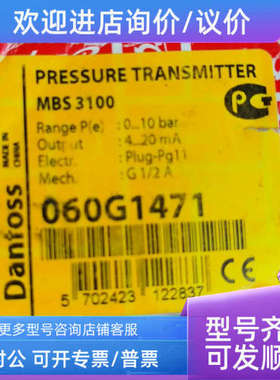 欢迎进店询价/议价
PRESSURE TRANSMITTER
MBS 3100
Range P(e) : 0...10 bar
Output : 4...20 mA
Electr. : Plug-Pg11
Mech. : G 1/2 A
060G1471
Danfoss
MADE IN
CHINA
PG
CE
5 702423 122837
更多型号咨询店铺客服
对公 可开专票/普票
型号齐
可发顺